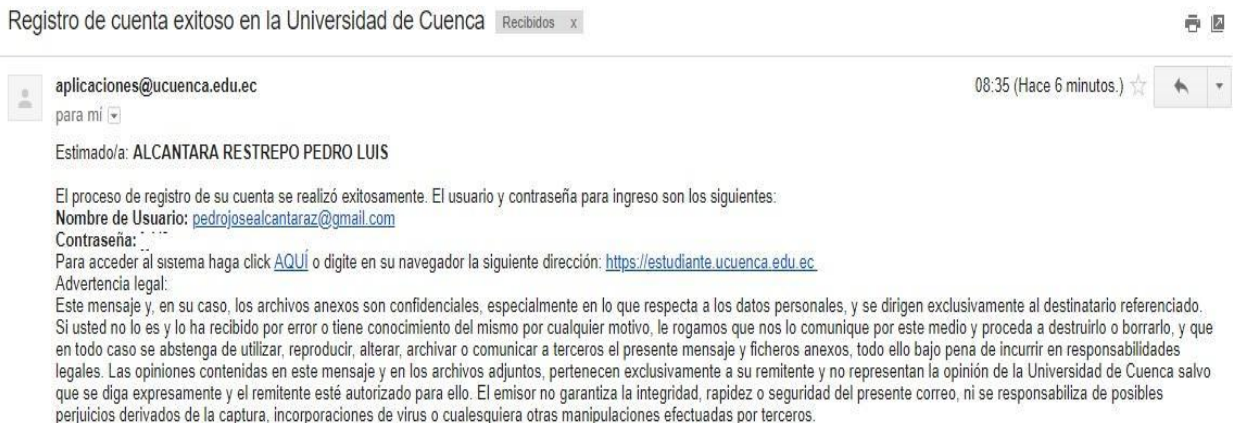 Registro de cuenta exitoso en la Universidad de Cuenca Recibidos x
aplicaciones@ucuenca.edu.ec 08:35 (Hace 6 minutos.)
para mí
Estimado/a: ALCANTARA RESTREPO PEDRO LUIS
El proceso de registro de su cuenta se realizó exitosamente. El usuario y contraseña para ingreso son los siguientes:
Nombre de Usuario: pedrojosealcantaraz@gmail.com
Contraseña:
Para acceder al sistema haga click AQUÍ o digite en su navegador la siguiente dirección: https://estudiante.ucuenca.edu.ec
Advertencia legal:
Este mensaje y, en su caso, los archivos anexos son confidenciales, especialmente en lo que respecta a los datos personales, y se dirigen exclusivamente al destinatario referenciado.
Si usted no lo es y lo ha recibido por error o tiene conocimiento del mismo por cualquier motivo, le rogamos que nos lo comunique por este medio y proceda a destruirlo o borrarlo, y que
en todo caso se abstenga de utilizar, reproducir, alterar, archivar o comunicar a terceros el presente mensaje y ficheros anexos, todo ello bajo pena de incurrir en responsabilidades
legales. Las opiniones contenidas en este mensaje y en los archivos adjuntos, pertenecen exclusivamente a su remitente y no representan la opinión de la Universidad de Cuenca salvo
que se diga expresamente y el remitente esté autorizado para ello. El emisor no garantiza la integridad, rapidez o seguridad del presente correo, ni se responsabiliza de posibles
perjuicios derivados de la captura, incorporaciones de virus o cualesquiera otras manipulaciones efectuadas por terceros.